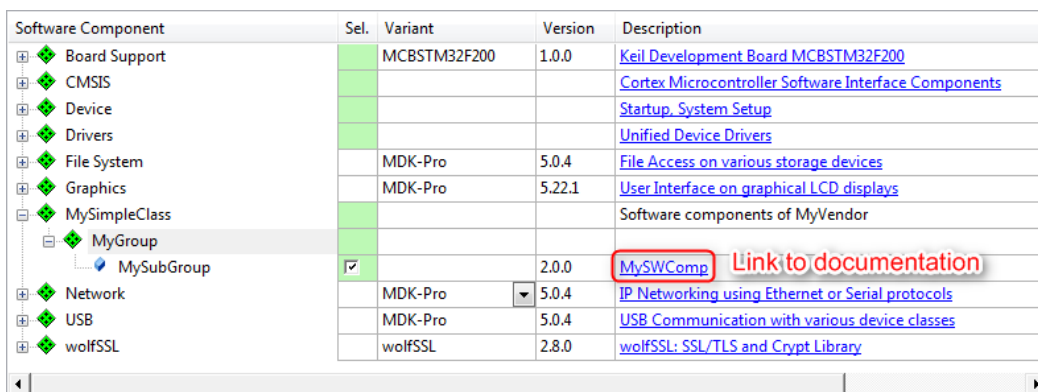 Software Component Sel. Variant Version Description
Board Support MCBSTM32F200 1.0.0 Keil Development Board MCBSTM32F200
CMSIS Cortex Microcontroller Software Interface Components
Device Startup, System Setup
Drivers Unified Device Drivers
File System MDK-Pro 5.0.4 File Access on various storage devices
Graphics MDK-Pro 5.22.1 User Interface on graphical LCD displays
MySimpleClass Software components of MyVendor
MyGroup
MySubGroup 2.0.0 MySWComp Link to documentation
Network MDK-Pro 5.0.4 IP Networking using Ethernet or Serial protocols
USB MDK-Pro 5.0.4 USB Communication with various device classes
wolfSSL wolfSSL 2.8.0 wolfSSL: SSL/TLS and Crypt Library